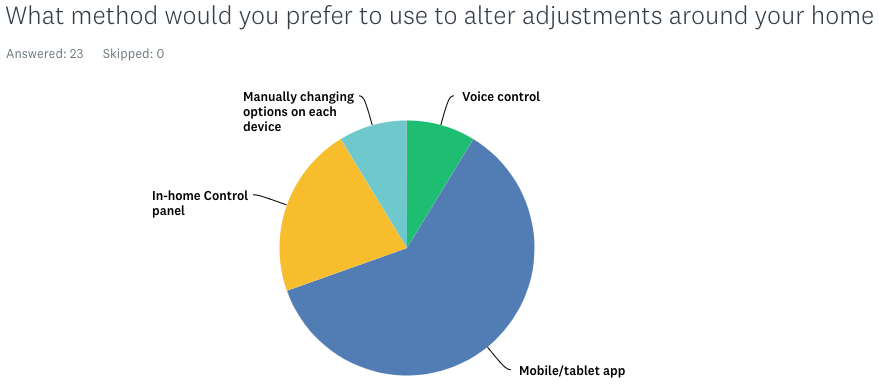 What method would you prefer to use to alter adjustments around your home
Answered: 23 Skipped: 0
Manually changing
options on each
device
Voice control
In-home Control
panel
Mobile/tablet app